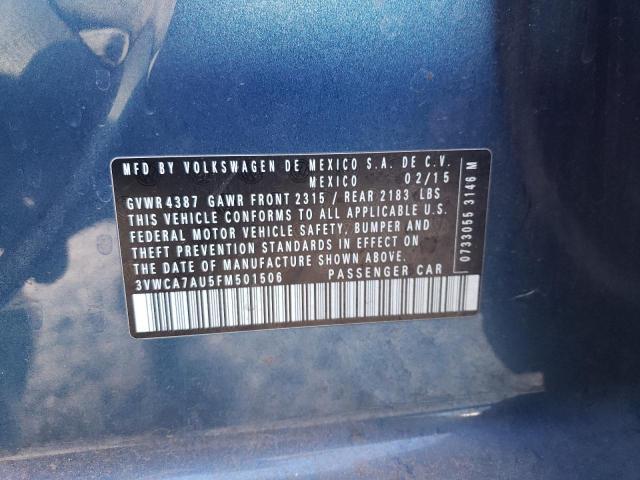 MFD BY VOLKSWAGEN DE MEXICO S.A. DE C.V.
MEXICO 02/15
GVWR 4387 GAWR FRONT 2315 / REAR 2183 LBS
THIS VEHICLE CONFORMS TO ALL APPLICABLE U.S.
FEDERAL MOTOR VEHICLE SAFETY, BUMPER AND
THEFT PREVENTION STANDARDS IN EFFECT ON
THE DATE OF MANUFACTURE SHOWN ABOVE.
3VWCA7AU5FM501506 PASSENGER CAR
0733055 3146 M